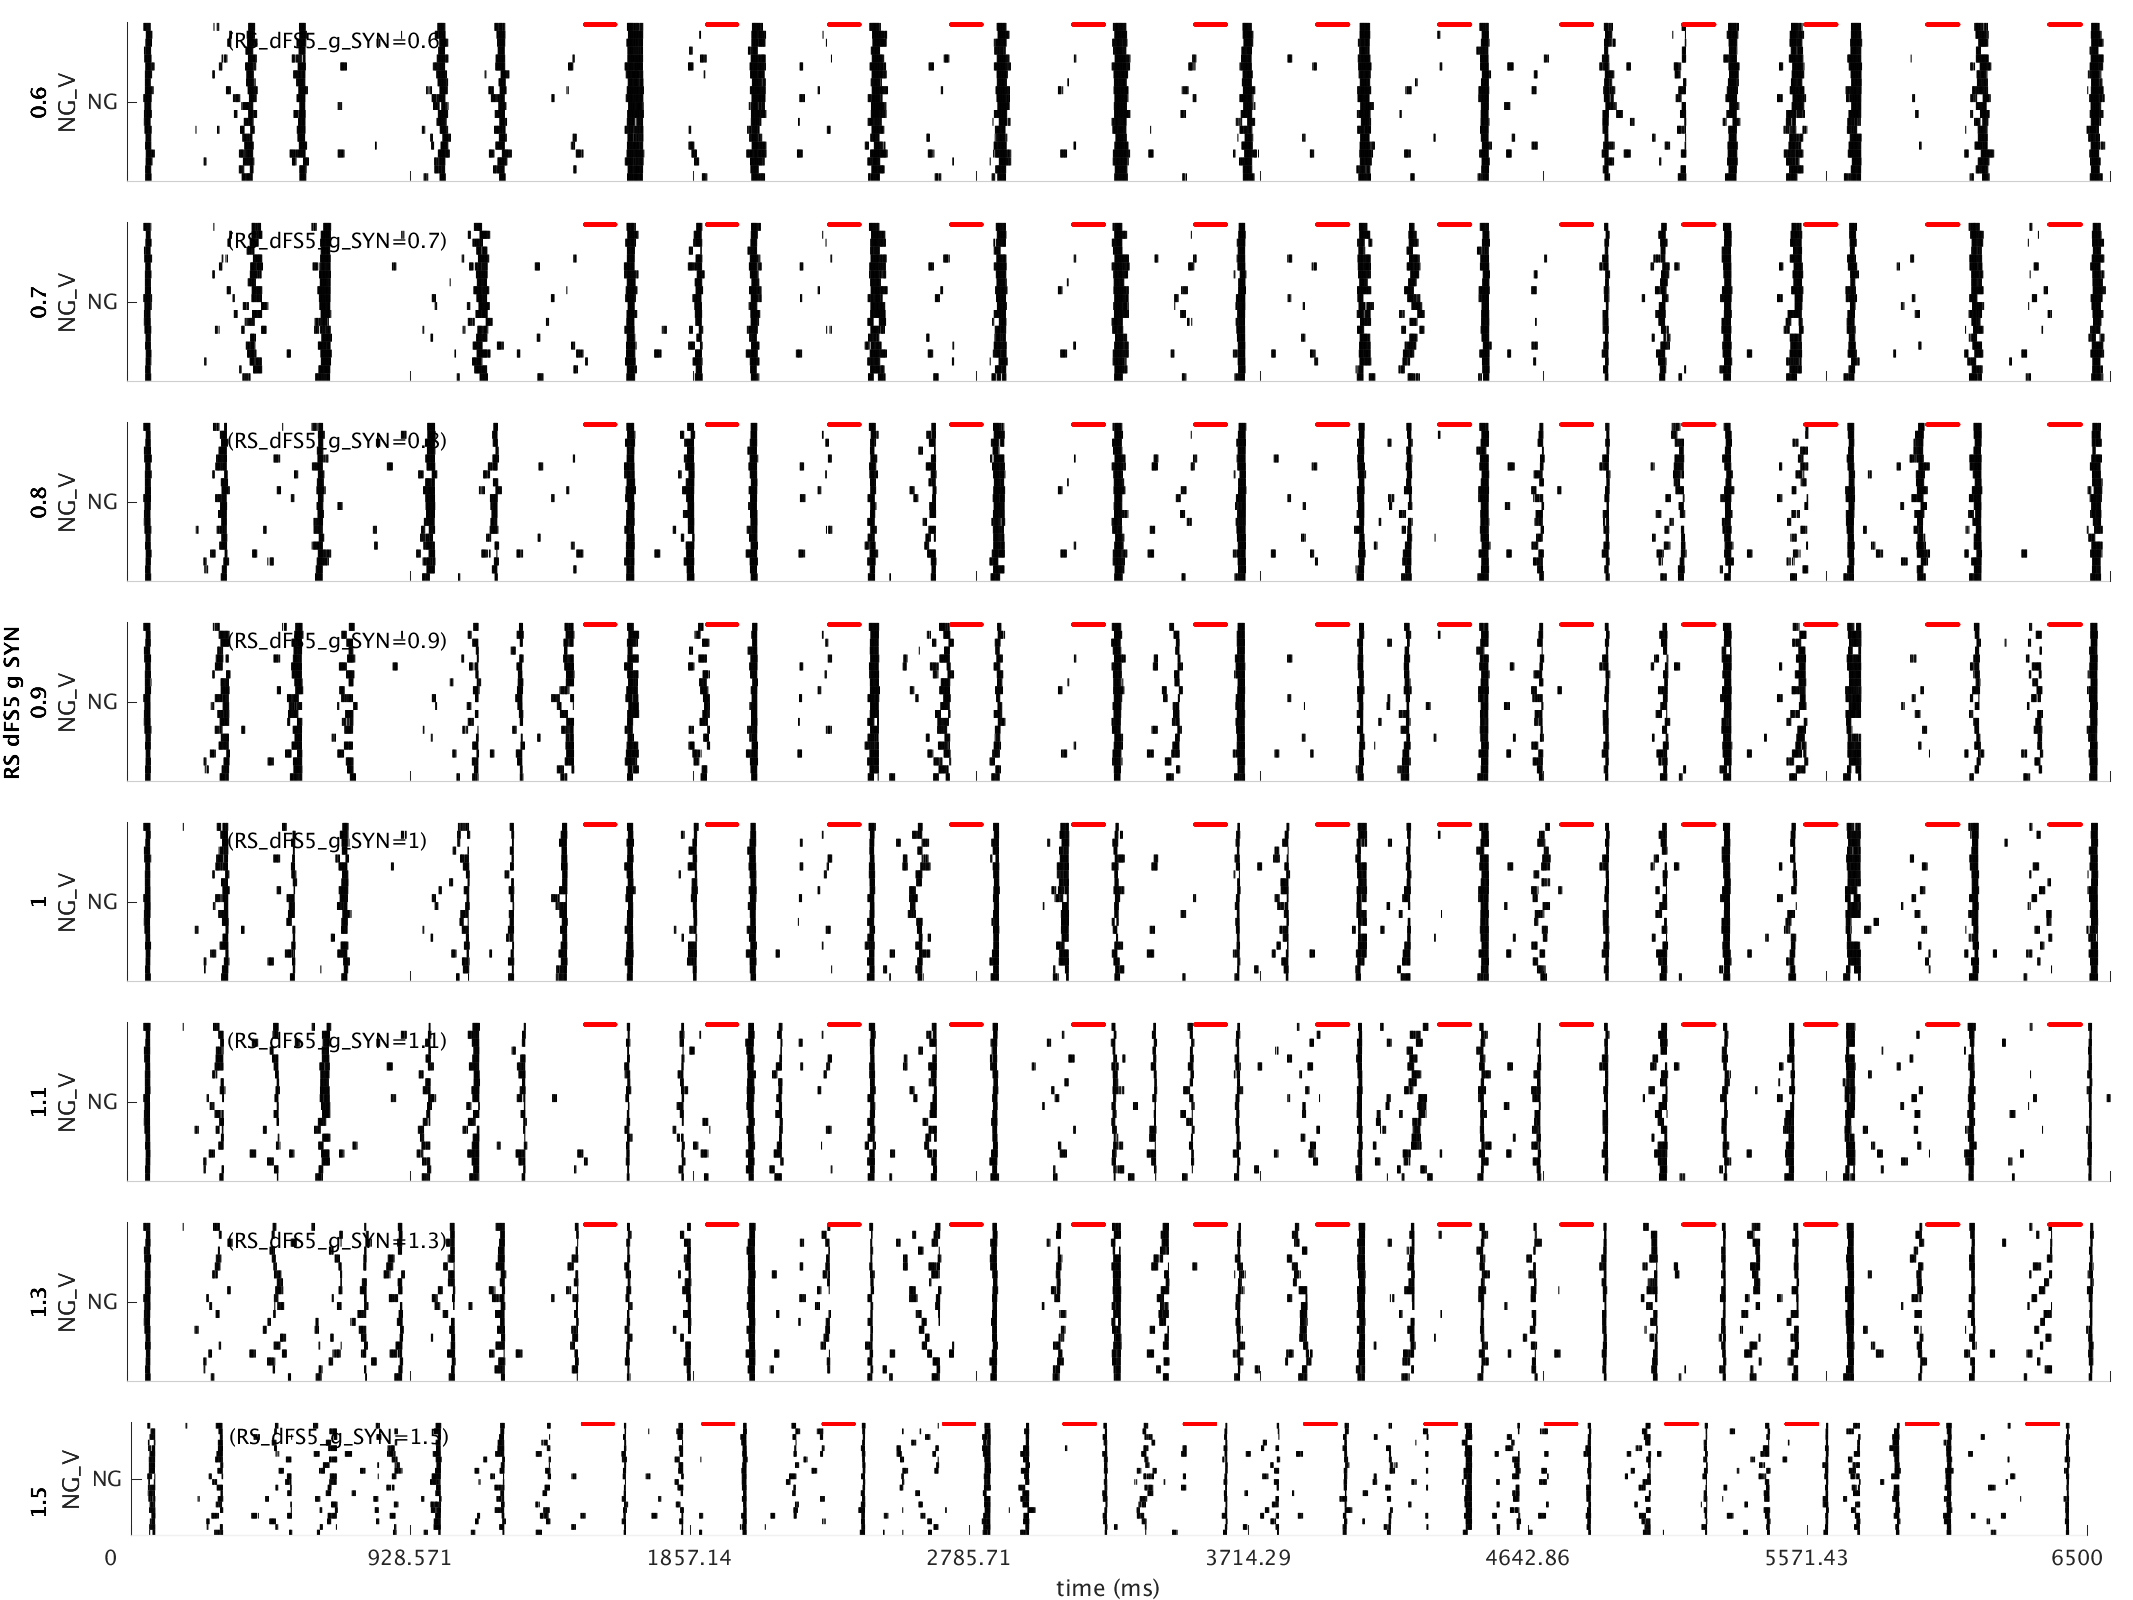 RS dFS5 g SYN
0.6
NG_V
NG
(RS_dFS5_g_SYN=0.6)
0.7
NG_V
NG
(RS_dFS5_g_SYN=0.7)
0.8
NG_V
NG
(RS_dFS5_g_SYN=0.8)
0.9
NG_V
NG
(RS_dFS5_g_SYN=0.9)
1
NG_V
NG
(RS_dFS5_g_SYN=1)
1.1
NG_V
NG
(RS_dFS5_g_SYN=1.1)
1.3
NG_V
NG
(RS_dFS5_g_SYN=1.3)
1.5
NG_V
NG
(RS_dFS5_g_SYN=1.5)
0 928.571 1857.14 2785.71 3714.29 4642.86 5571.43 6500
time (ms)